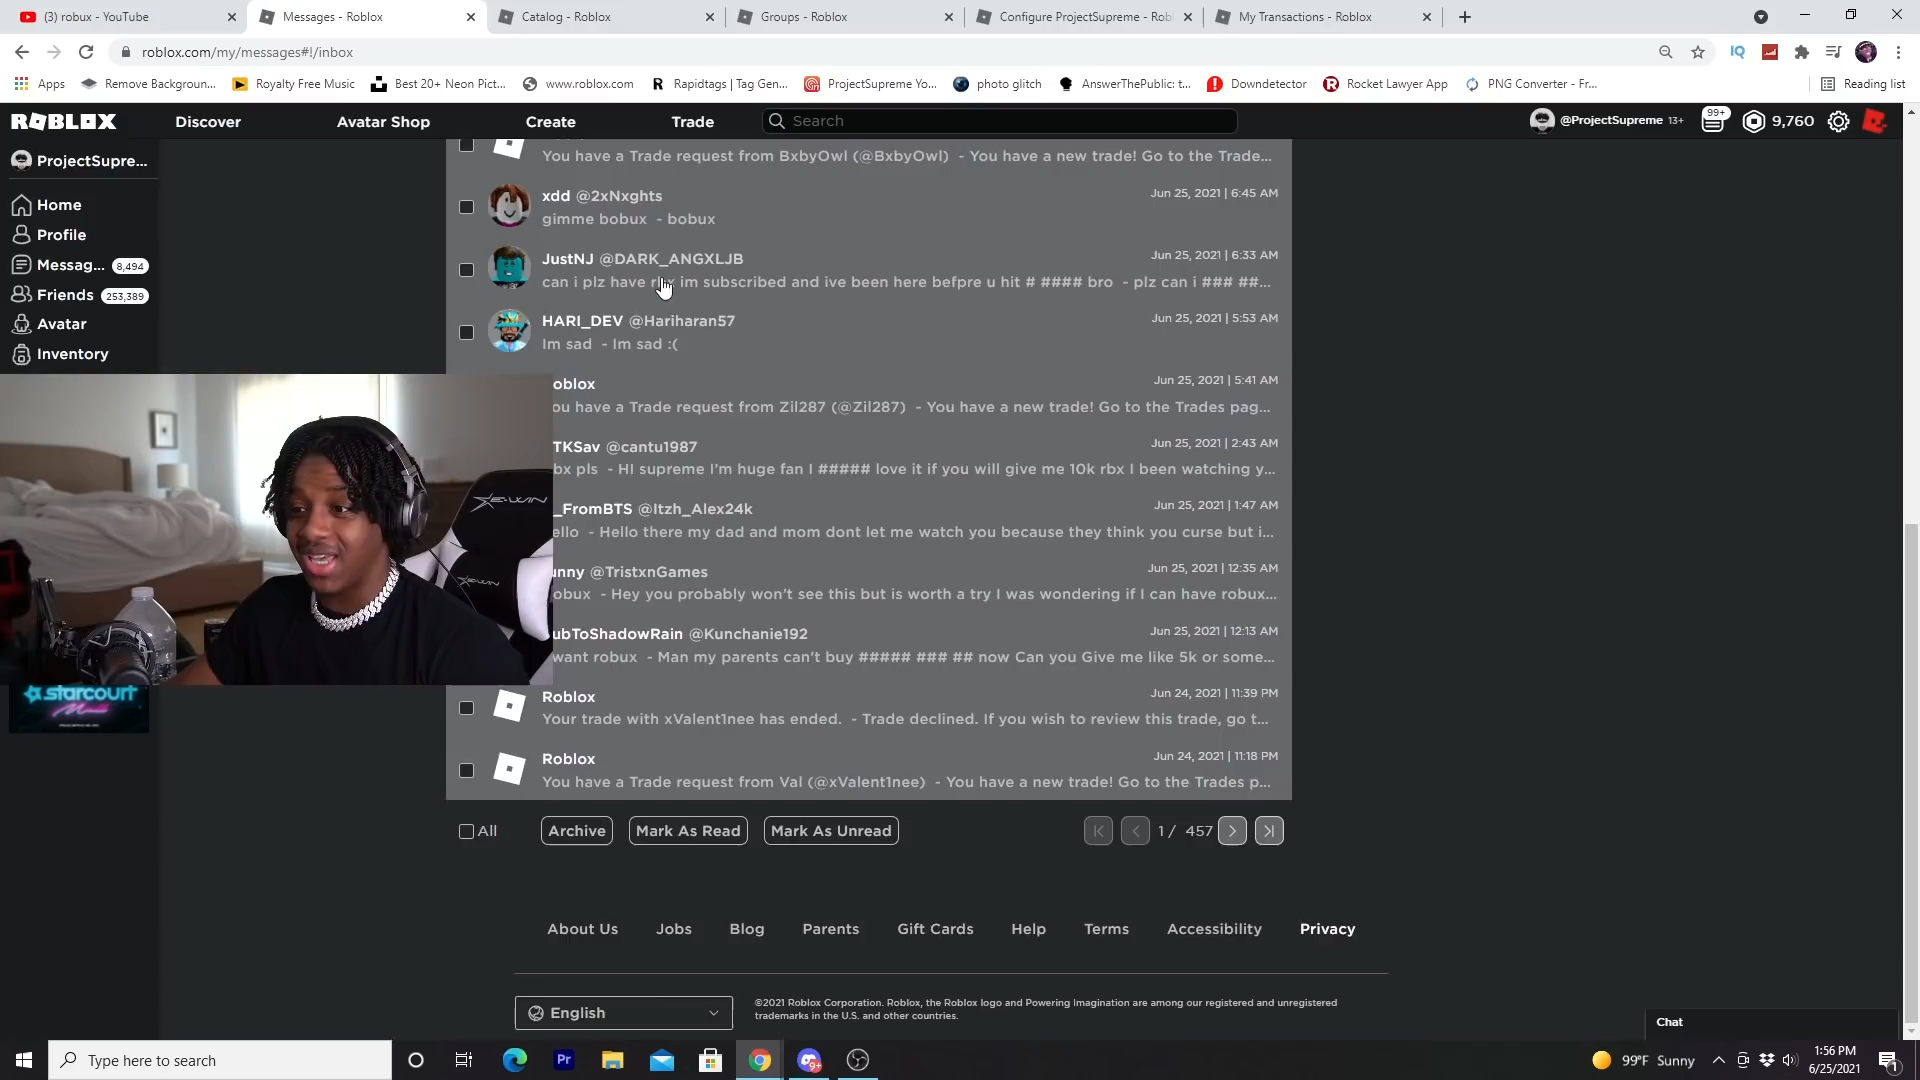 (3) robux - YouTube
Messages - Roblox
Catalog - Roblox
Groups - Roblox
Configure ProjectSupreme - Rob
My Transactions - Roblox
roblox.com/my/messages#!/inbox
Apps
Remove Backgroun...
Royalty Free Music
Best 20+ Neon Pict...
www.roblox.com
Rapidtags | Tag Gen...
ProjectSupreme Yo...
photo glitch
AnswerThePublic: t...
Downdetector
Rocket Lawyer App
PNG Converter - Fr...
Reading list
ROBLOX
Discover
Avatar Shop
Create
Trade
Search
@ProjectSupreme 13+
99+
9,760
ProjectSupre...
Home
Profile
Messag... 8,494
Friends 253,389
Avatar
Inventory
You have a Trade request from BxbyOwl (@BxbyOwl) - You have a new trade! Go to the Trade...
xdd @2xNxghts
Jun 25, 2021 | 6:45 AM
gimme bobux - bobux
JustNJ @DARK_ANGXLJB
Jun 25, 2021 | 6:33 AM
can i plz have rbx im subscribed and ive been here befpre u hit # #### bro - plz can i ### ##...
HARI_DEV @Hariharan57
Jun 25, 2021 | 5:53 AM
Im sad - Im sad :(
oblox
Jun 25, 2021 | 5:41 AM
ou have a Trade request from Zil287 (@Zil287) - You have a new trade! Go to the Trades pag...
TKSav @cantu1987
Jun 25, 2021 | 2:43 AM
bx pls - HI supreme I'm huge fan I ##### love it if you will give me 10k rbx I been watching y...
_FromBTS @Itzh_Alex24k
Jun 25, 2021 | 1:47 AM
ello - Hello there my dad and mom dont let me watch you because they think you curse but i...
unny @TristxnGames
Jun 25, 2021 | 12:35 AM
obux - Hey you probably won't see this but is worth a try I was wondering if I can have robux...
ubToShadowRain @Kunchanie192
Jun 25, 2021 | 12:13 AM
want robux - Man my parents can't buy ##### ### ## now Can you Give me like 5k or some...
Roblox
Jun 24, 2021 | 11:39 PM
Your trade with xValent1nee has ended. - Trade declined. If you wish to review this trade, go t...
Roblox
Jun 24, 2021 | 11:18 PM
You have a Trade request from Val (@xValent1nee) - You have a new trade! Go to the Trades p...
E-WIN
starcourt
All
Archive
Mark As Read
Mark As Unread
1 / 457
About Us
Jobs
Blog
Parents
Gift Cards
Help
Terms
Accessibility
Privacy
English
©2021 Roblox Corporation. Roblox, the Roblox logo and Powering Imagination are among our registered and unregistered
trademarks in the U.S. and other countries.
Chat
Type here to search
Pr
9+
99°F Sunny
1:56 PM
6/25/2021
1